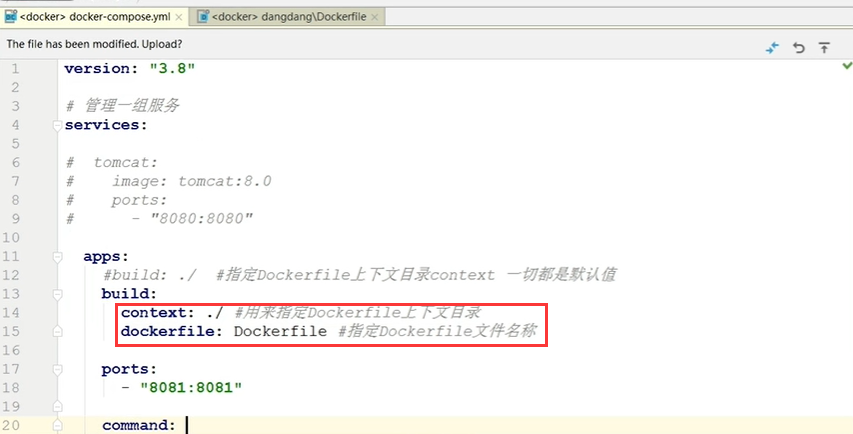 <docker> docker-compose.yml × <docker> dangdang\Dockerfile ×
The file has been modified. Upload?
1 version: "3.8"
2
3 # 管理一组服务
4 services:
5
6 #  tomcat:
7 #    image: tomcat:8.0
8 #    ports:
9 #      - "8080:8080"
10
11   apps:
12     #build: ./  #指定Dockerfile上下文目录context 一切都是默认值
13     build:
14       context: ./ #用来指定Dockerfile上下文目录
15       dockerfile: Dockerfile #指定Dockerfile文件名称
16
17     ports:
18       - "8081:8081"
19
20     command: